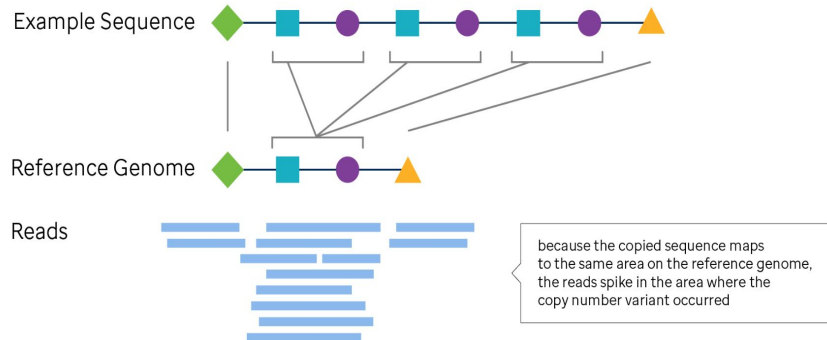 Example Sequence
Reference Genome
Reads
because the copied sequence maps
to the same area on the reference genome,
the reads spike in the area where the
copy number variant occurred